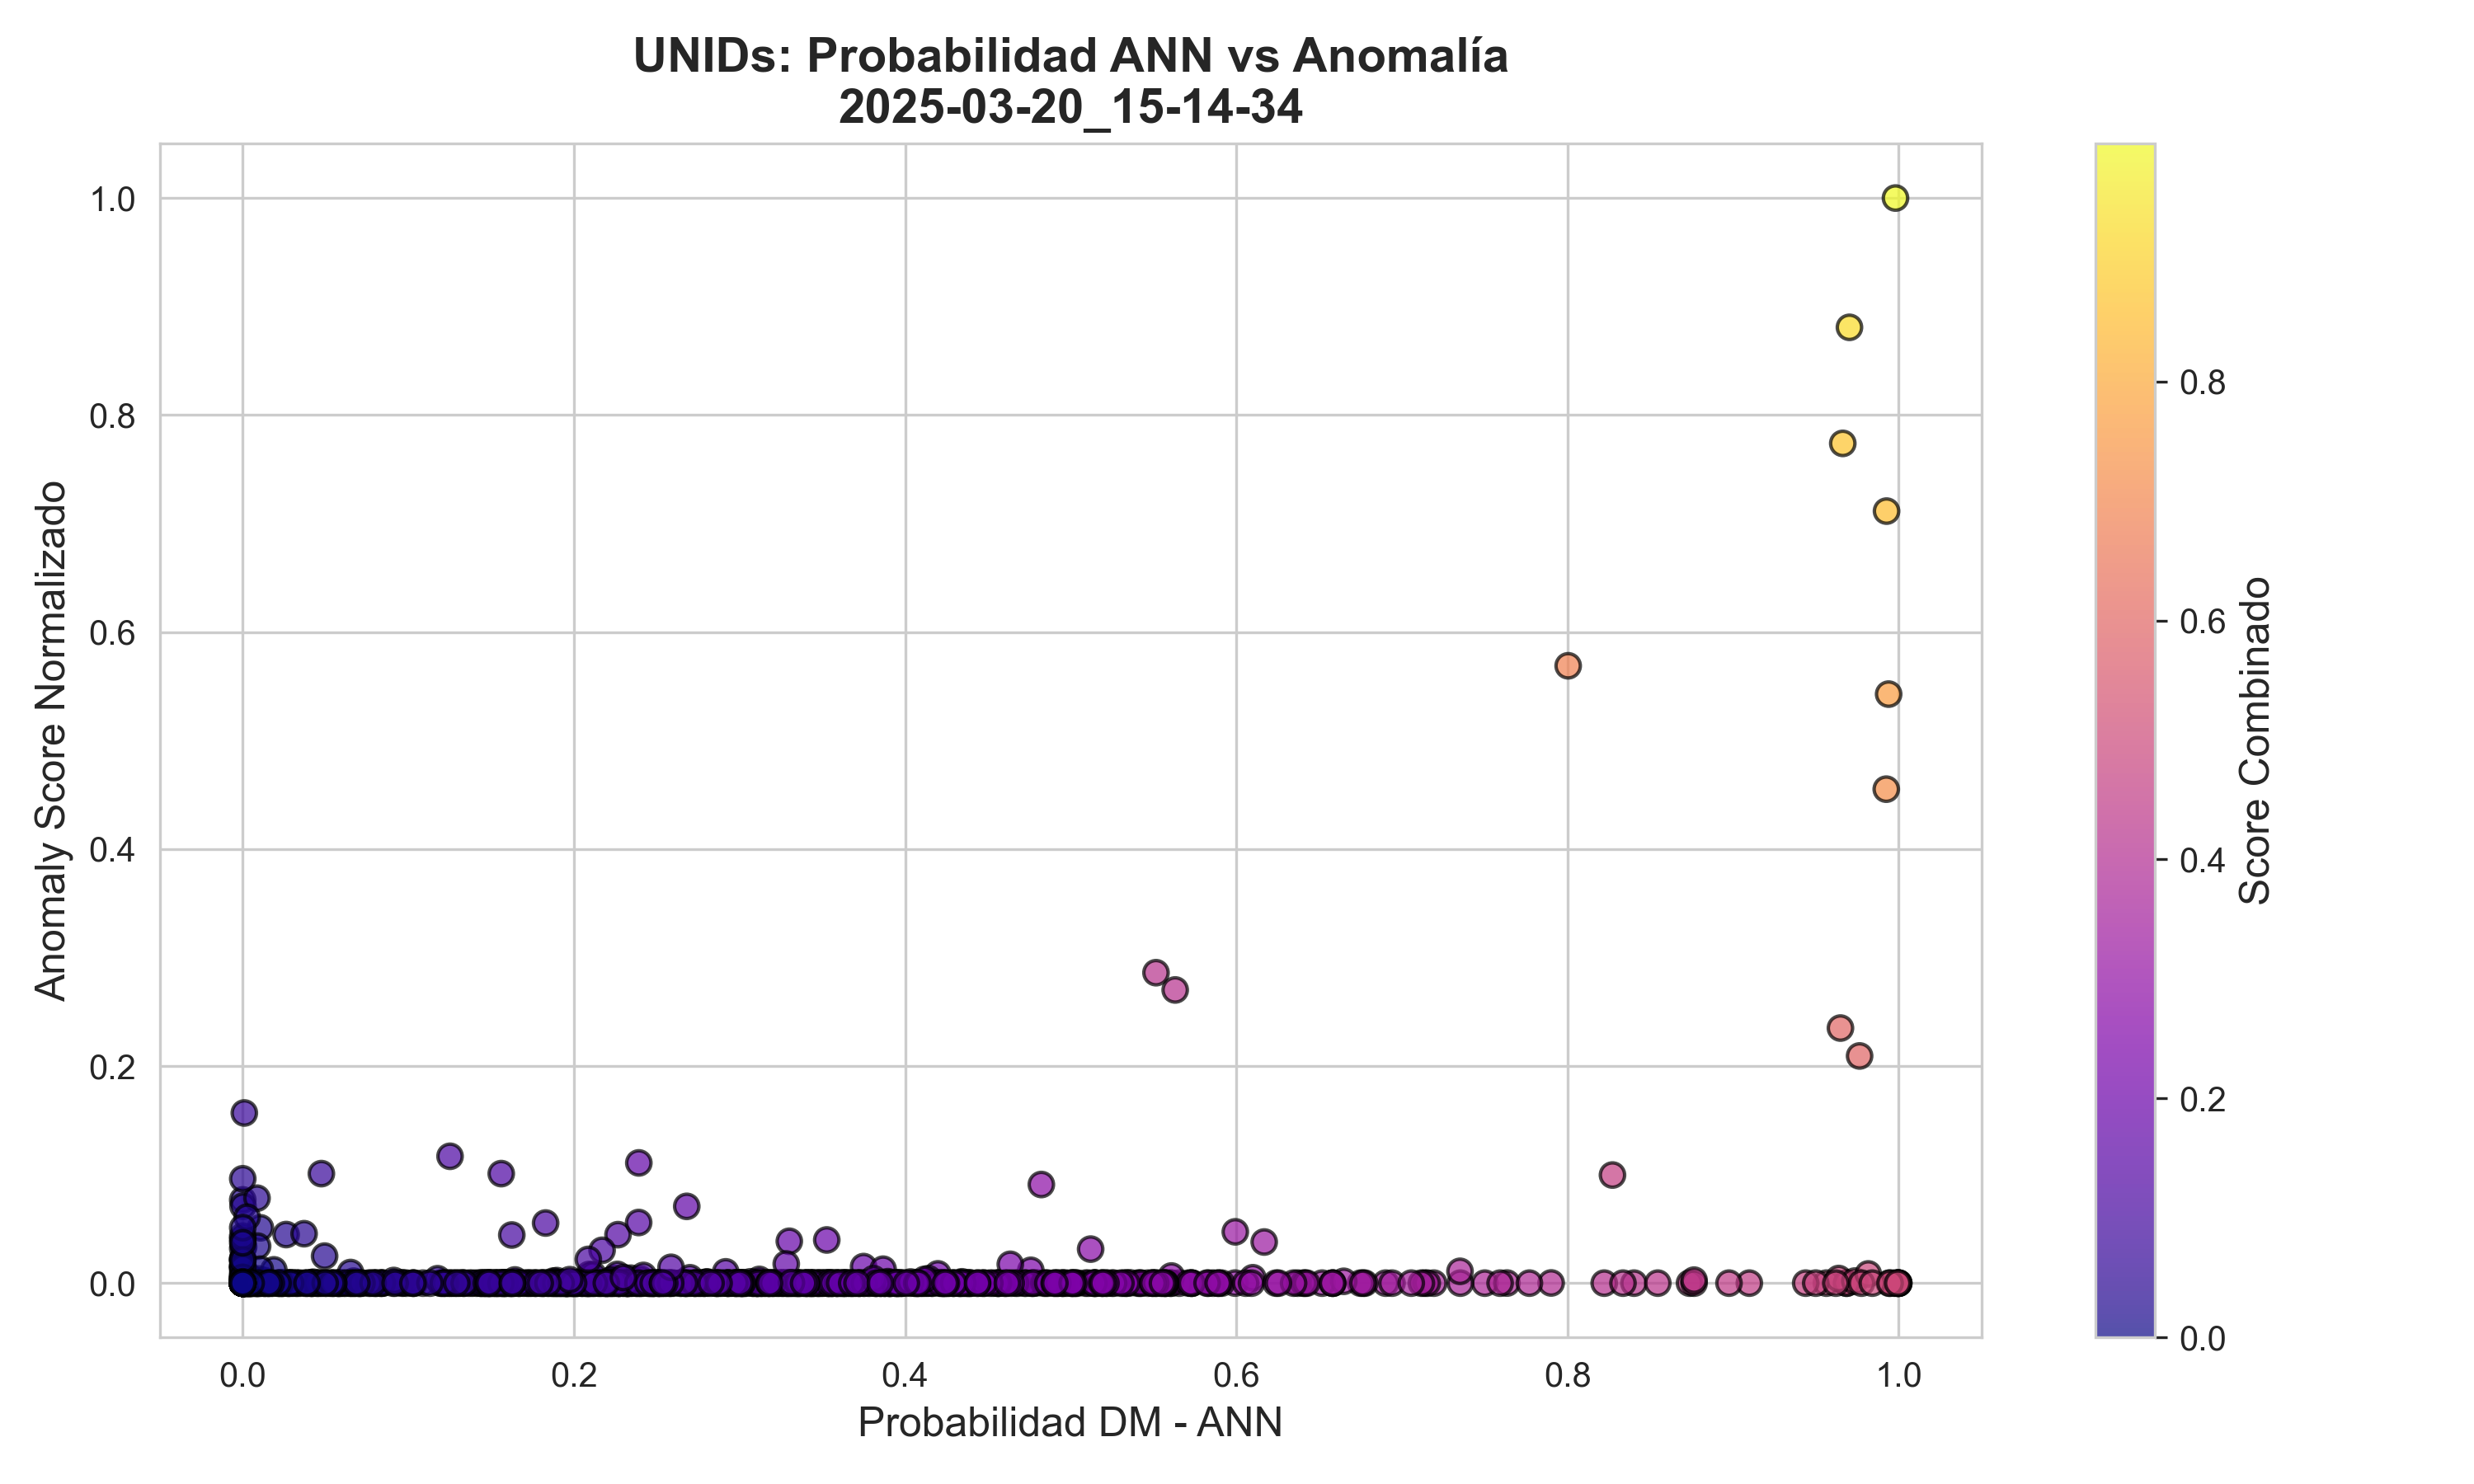 UNIDs: Probabilidad ANN vs Anomalía
2025-03-20_15-14-34
Anomaly Score Normalizado
1.0
0.8
0.6
0.4
0.2
0.0
0.0 0.2 0.4 0.6 0.8 1.0
Probabilidad DM - ANN
0.8
0.6
0.4
0.2
0.0
Score Combinado